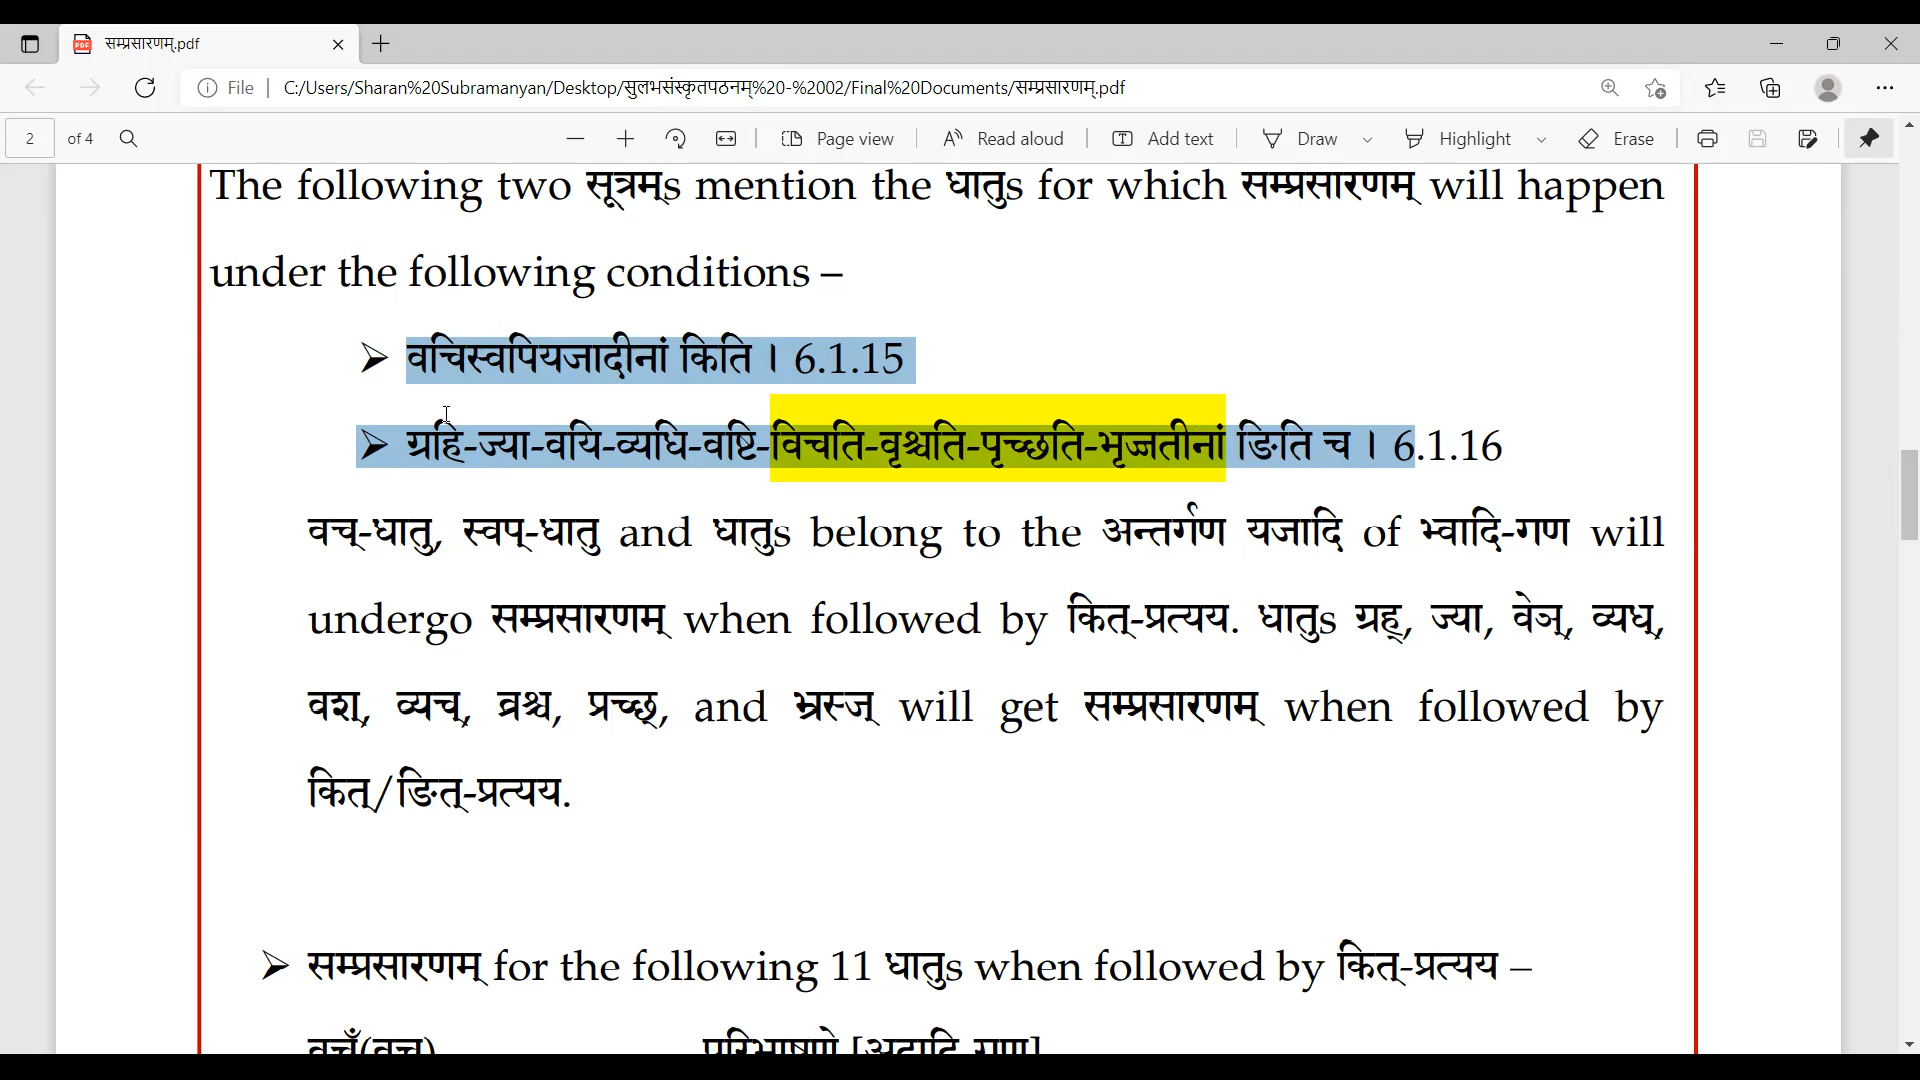 सम्प्रसारणम्.pdf
File C:/Users/Sharan%20Subramanyan/Desktop/सुलभसंस्कृतपठनम्%20-%2002/Final%20Documents/सम्प्रसारणम्.pdf
2 of 4 Page view Read aloud Add text Draw Highlight Erase
The following two सूत्रम्s mention the धातुs for which सम्प्रसारणम् will happen
under the following conditions –
➢ वचिस्वपियजादीनां किति । 6.1.15
➢ ग्रहि-ज्या-वयि-व्यधि-वष्टि-विचति-वृश्चति-पृच्छति-भृज्जतीनां ङिति च । 6.1.16
वच्-धातु, स्वप्-धातु and धातुs belong to the अन्तर्गण यजादि of भ्वादि-गण will
undergo सम्प्रसारणम् when followed by कित्-प्रत्यय. धातुs ग्रह्, ज्या, वेञ्, व्यध्,
वश्, व्यच्, व्रश्च, प्रच्छ्, and भ्रस्ज् will get सम्प्रसारणम् when followed by
कित्/ङित्-प्रत्यय.
➢ सम्प्रसारणम् for the following 11 धातुs when followed by कित्-प्रत्यय –
वचँ(वच्) परिभाषणे [अदादि-गण]